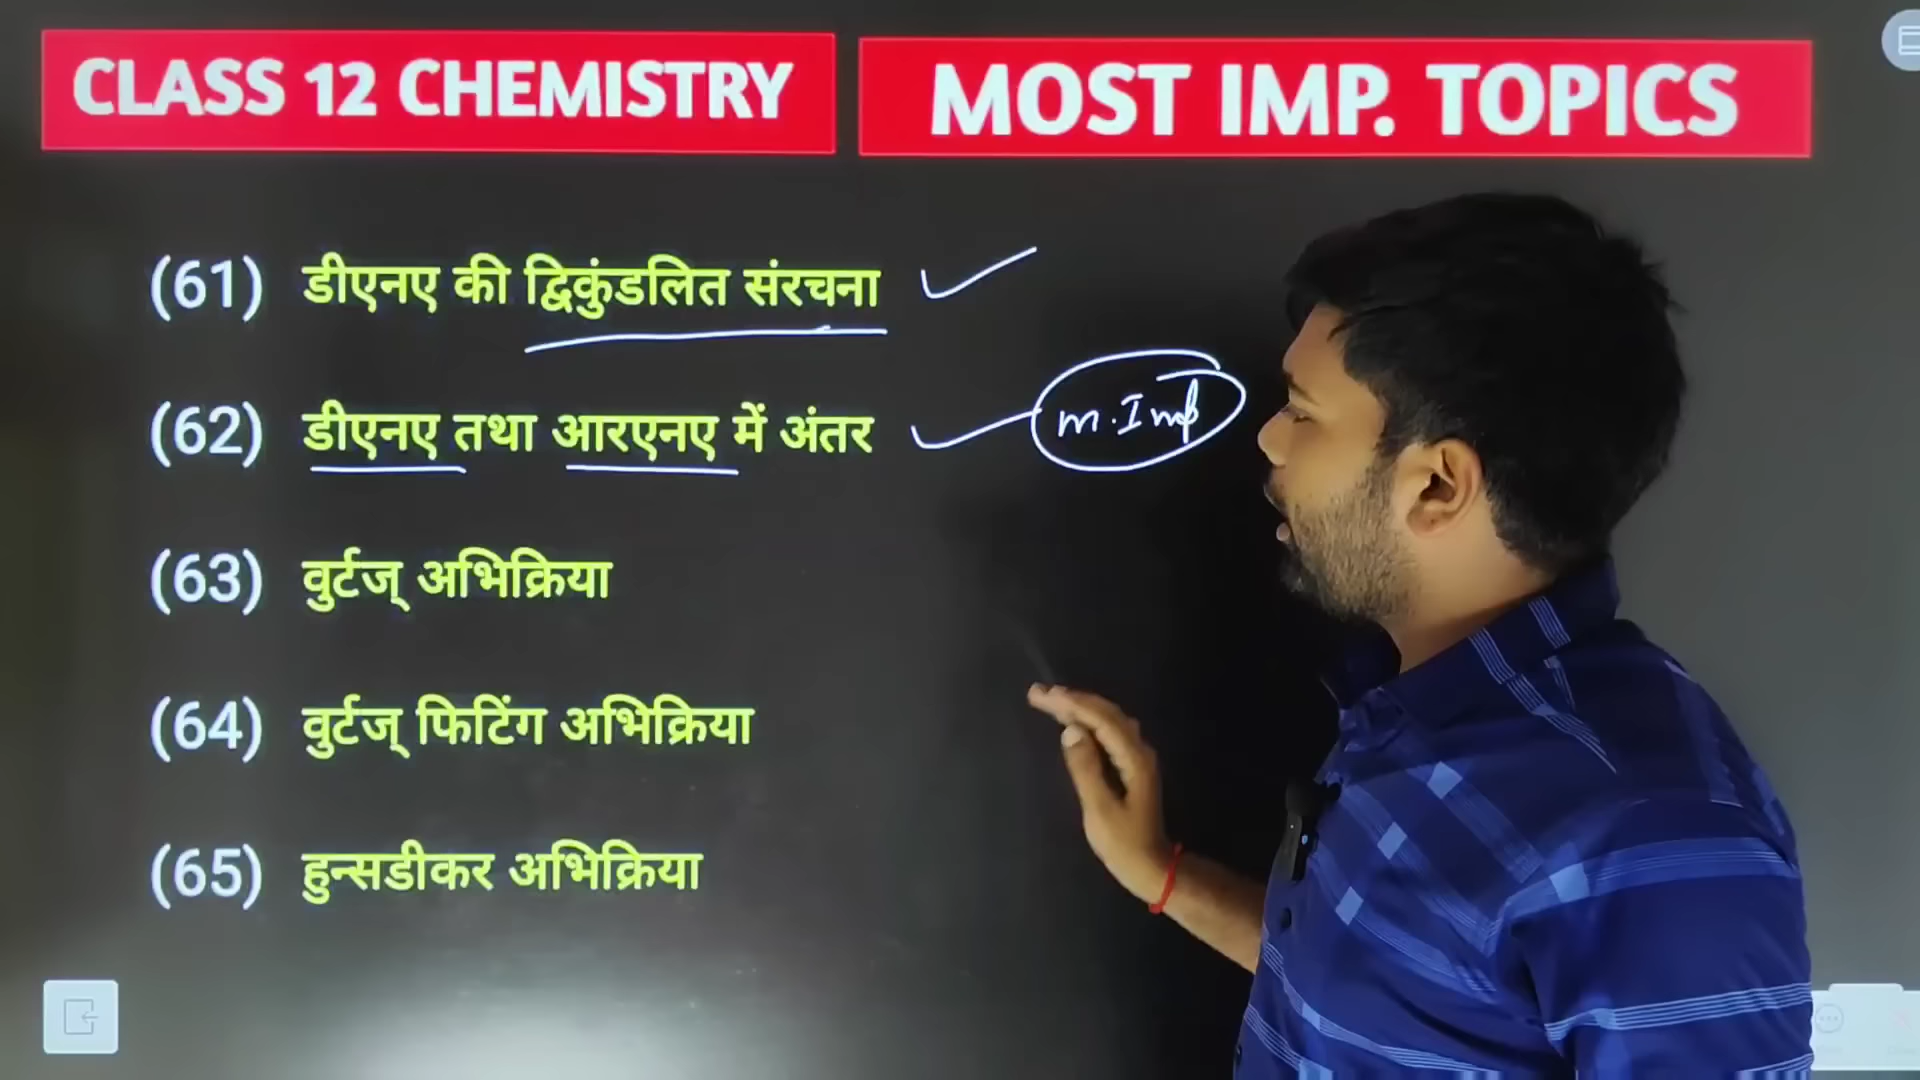 CLASS 12 CHEMISTRY
MOST IMP. TOPICS
(61) डीएनए की द्विकुंडलित संरचना
(62) डीएनए तथा आरएनए में अंतर
m. Imp
(63) वुर्टज् अभिक्रिया
(64) वुर्टज् फिटिंग अभिक्रिया
(65) हुन्सडीकर अभिक्रिया